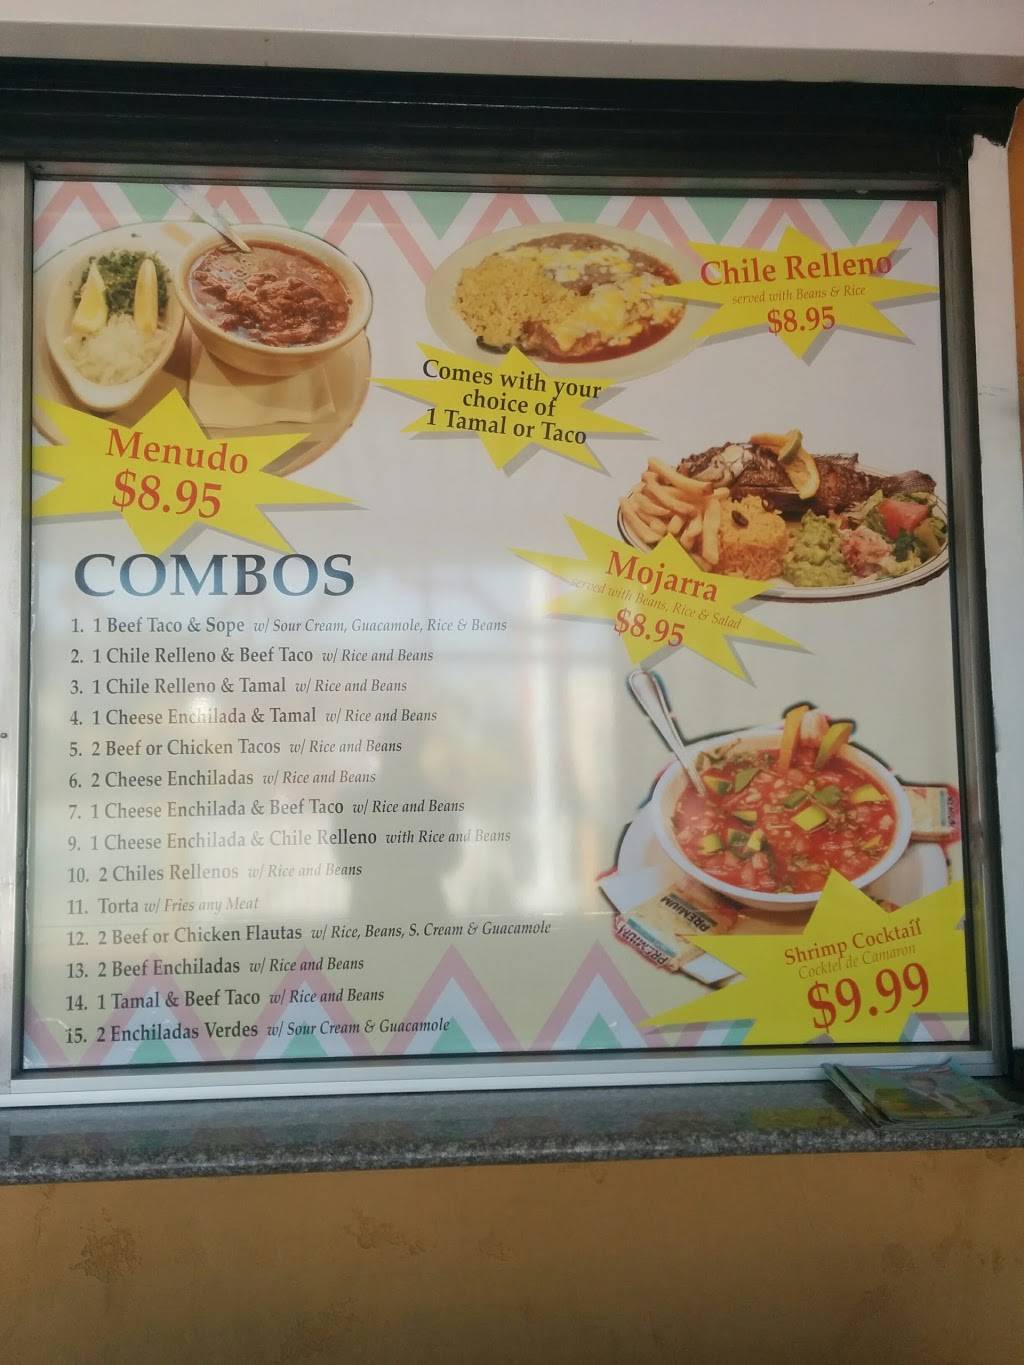 Chile Relleno
served with Beans & Rice
$8.95
Comes with your
choice of
1 Tamal or Taco
Menudo
$8.95
Mojarra
served with Beans, Rice & Salad
$8.95
COMBOS
1. 1 Beef Taco & Sope w/ Sour Cream, Guacamole, Rice & Beans
2. 1 Chile Relleno & Beef Taco w/ Rice and Beans
3. 1 Chile Relleno & Tamal w/ Rice and Beans
4. 1 Cheese Enchilada & Tamal w/ Rice and Beans
5. 2 Beef or Chicken Tacos w/ Rice and Beans
6. 2 Cheese Enchiladas w/ Rice and Beans
7. 1 Cheese Enchilada & Beef Taco w/ Rice and Beans
9. 1 Cheese Enchilada & Chile Relleno with Rice and Beans
10. 2 Chiles Rellenos w/ Rice and Beans
11. Torta w/ Fries any Meat
12. 2 Beef or Chicken Flautas w/ Rice, Beans, S. Cream & Guacamole
13. 2 Beef Enchiladas w/ Rice and Beans
14. 1 Tamal & Beef Taco w/ Rice and Beans
15. 2 Enchiladas Verdes w/ Sour Cream & Guacamole
PREMIUM
PREMIUM
Shrimp Cocktail
Cocktel de Camaron
$9.99